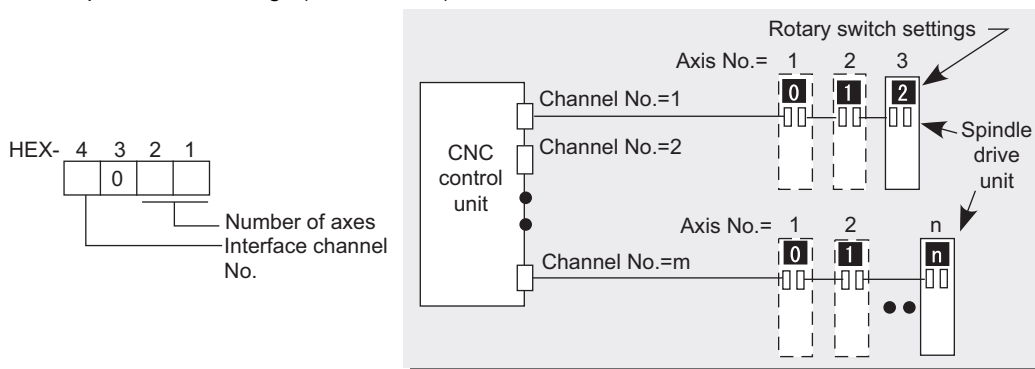 Rotary switch settings
Axis No.= 1 2 3
0 1 2
Channel No.=1
Channel No.=2
Spindle
drive
unit
CNC
control
unit
HEX- 4 3 2 1
0
Number of axes
Interface channel
No.
Axis No.= 1 2 n
0 1 n
Channel No.=m